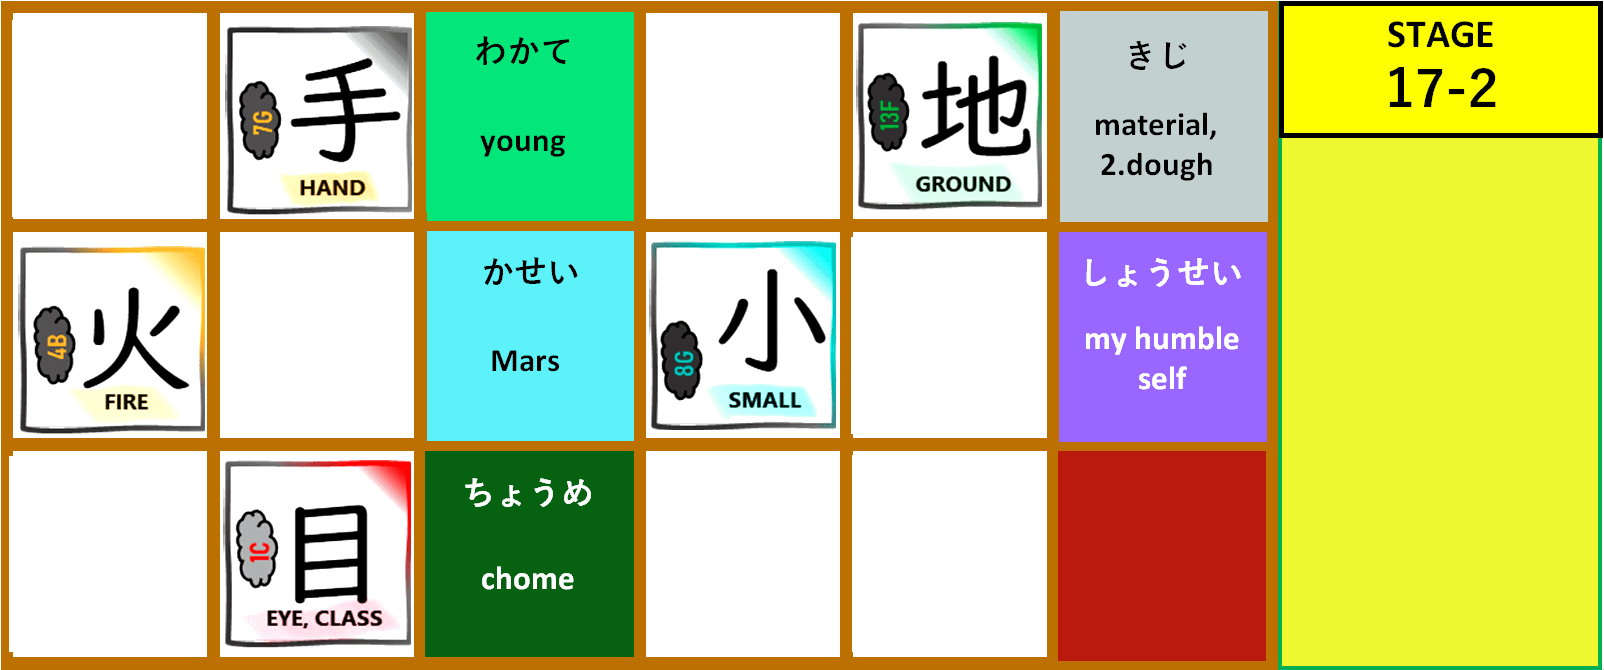 7G
手
HAND
わかて
young
13F
地
GROUND
きじ
material,
2.dough
STAGE
17-2
4B
火
FIRE
かせい
Mars
8G
小
SMALL
しょうせい
my humble
self
1C
目
EYE, CLASS
ちょうめ
chome